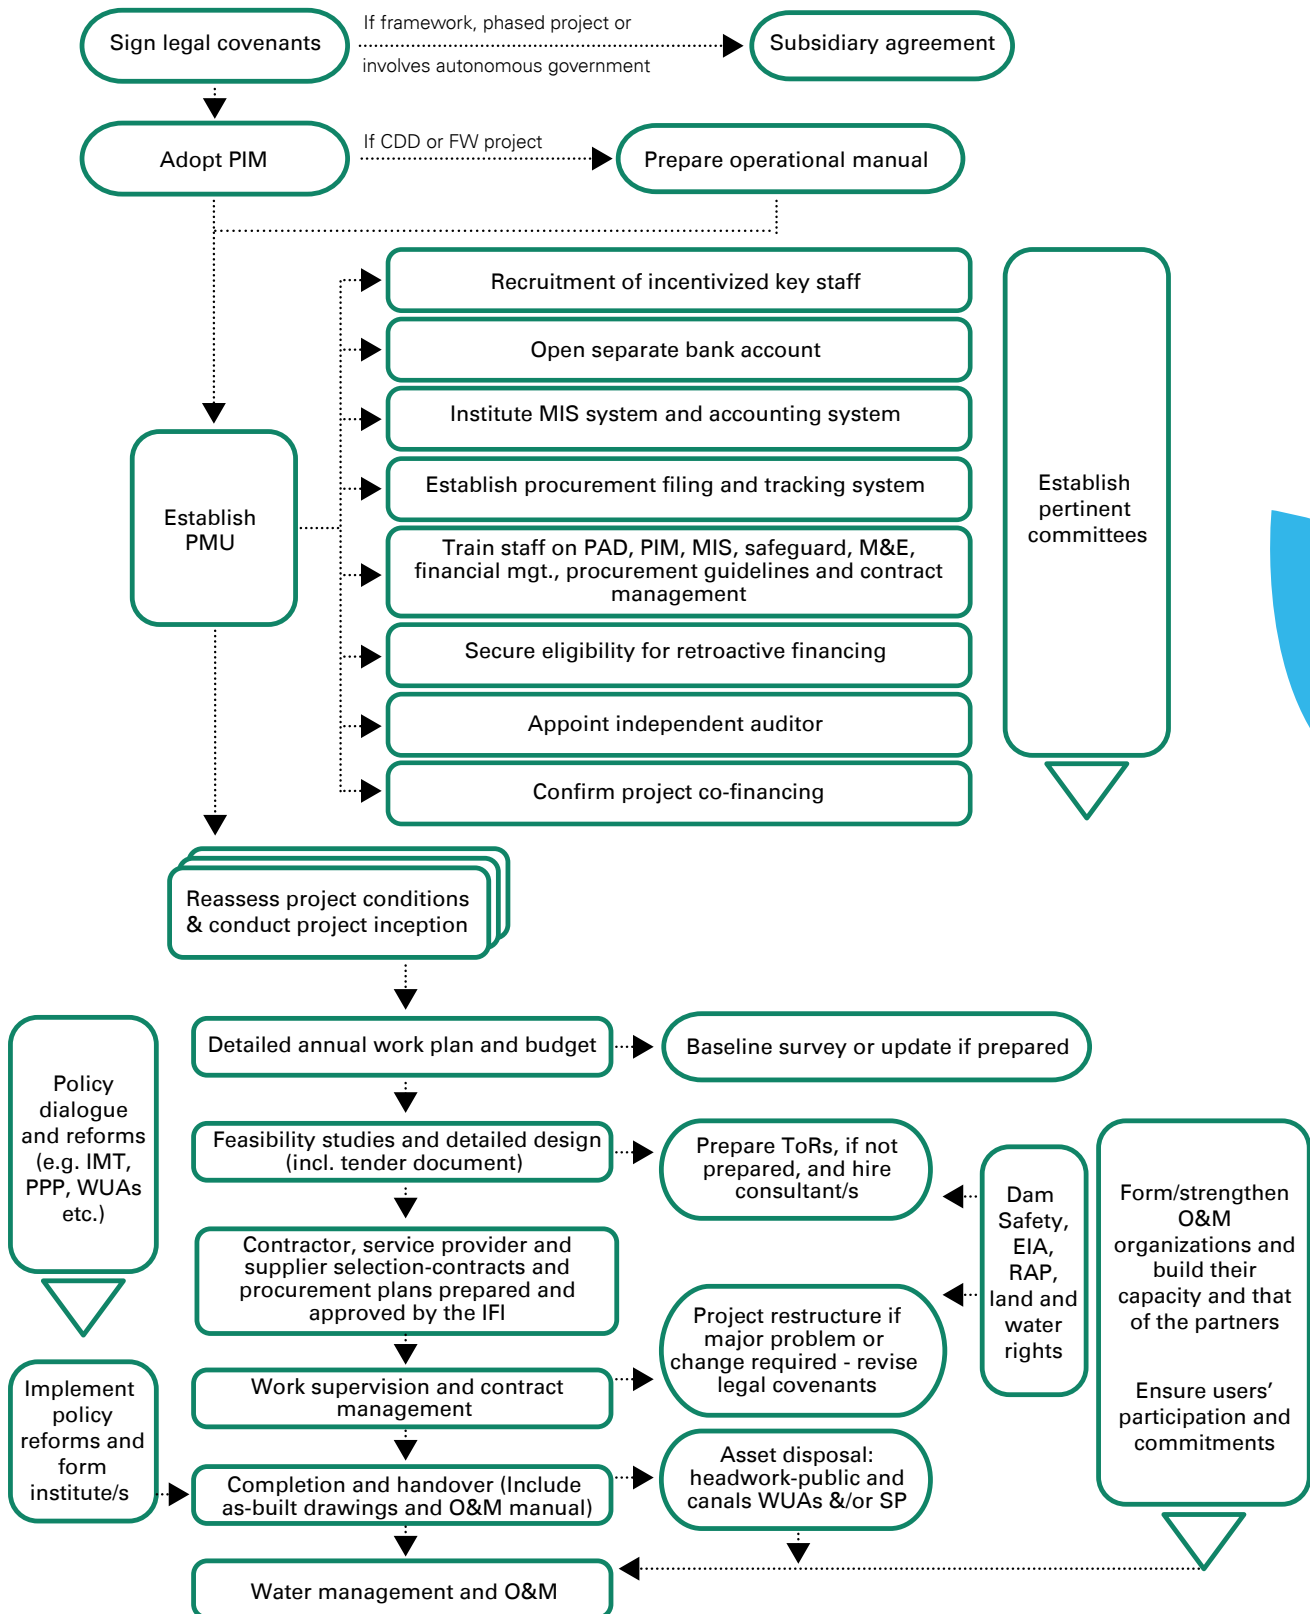 Sign legal covenants
If framework, phased project or
involves autonomous government
Subsidiary agreement
Adopt PIM
If CDD or FW project
Prepare operational manual
Recruitment of incentivized key staff
Open separate bank account
Institute MIS system and accounting system
Establish procurement filing and tracking system
Train staff on PAD, PIM, MIS, safeguard, M&E,
financial mgt., procurement guidelines and contract
management
Secure eligibility for retroactive financing
Appoint independent auditor
Confirm project co-financing
Establish
PMU
Establish
pertinent
committees
Reassess project conditions
& conduct project inception
Detailed annual work plan and budget
Baseline survey or update if prepared
Policy
dialogue
and reforms
(e.g. IMT,
PPP, WUAs
etc.)
Feasibility studies and detailed design
(incl. tender document)
Prepare ToRs, if not
prepared, and hire
consultant/s
Dam
Safety,
EIA,
RAP,
land and
water
rights
Form/strengthen
O&M
organizations and
build their
capacity and that
of the partners
Ensure users'
participation and
commitments
Contractor, service provider and
supplier selection-contracts and
procurement plans prepared and
approved by the IFI
Project restructure if
major problem or
change required - revise
legal covenants
Work supervision and contract
management
Implement
policy
reforms and
form
institute/s
Completion and handover (Include
as-built drawings and O&M manual)
Asset disposal:
headwork-public and
canals WUAs &/or SP
Water management and O&M